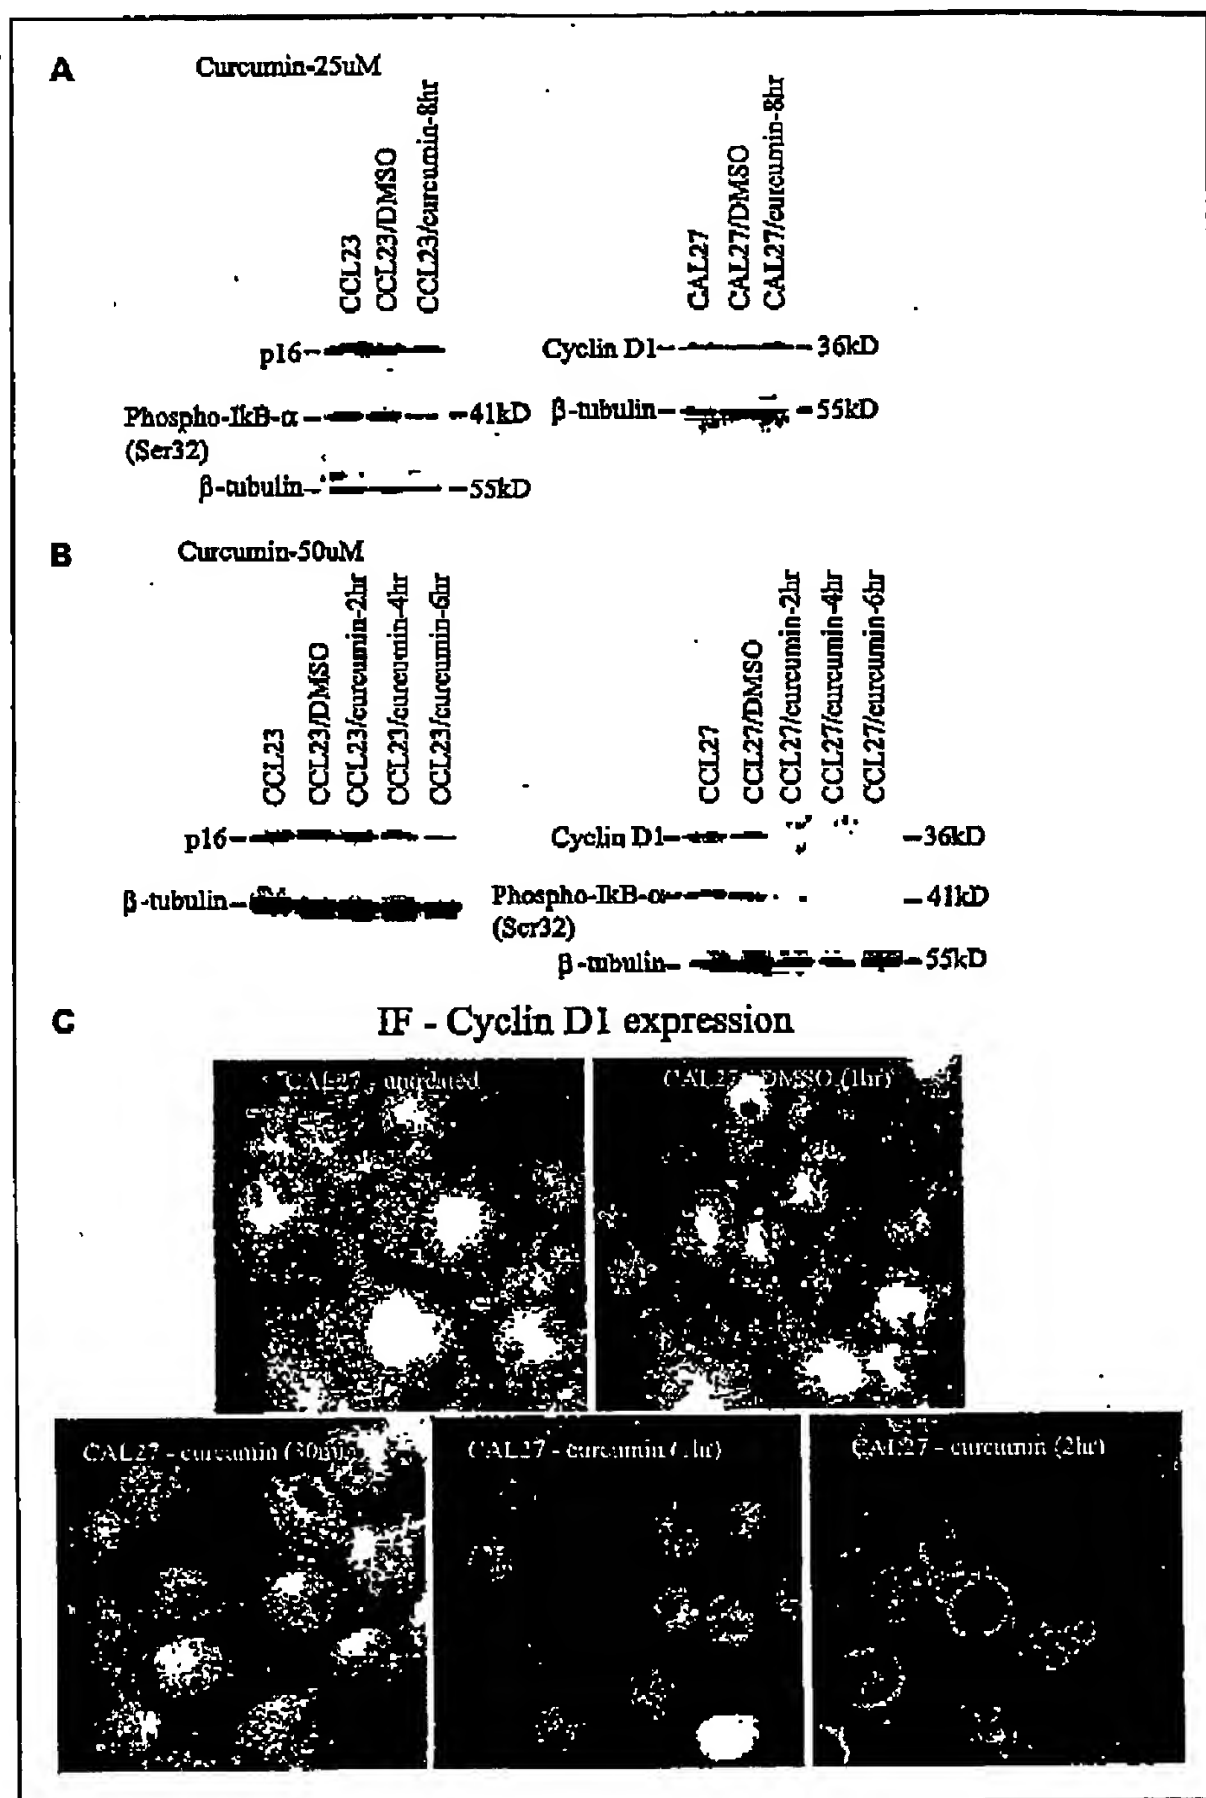 A
Curcumin-25uM
CCL23
CCL23/DMSO
CCL23/curcumin-8hr
CAL27
CAL27/DMSO
CAL27/curcumin-8hr
p16
Cyclin D1
36kD
Phospho-IkB-α
(Ser32)
41kD
β-tubulin
55kD
β-tubulin
55kD
B
Curcumin-50uM
CCL23
CCL23/DMSO
CCL23/curcumin-2hr
CCL23/curcumin-4hr
CCL23/curcumin-6hr
CCL27
CCL27/DMSO
CCL27/curcumin-2hr
CCL27/curcumin-4hr
CCL27/curcumin-6hr
p16
Cyclin D1
36kD
β-tubulin
Phospho-IkB-α
(Ser32)
41kD
β-tubulin
55kD
C
IF - Cyclin D1 expression
CAL27 - untreated
CAL27 DMSO (1hr)
CAL27 - curcumin (30min
CAL27 - curcumin (1hr)
CAL27 - curcumin (2hr)